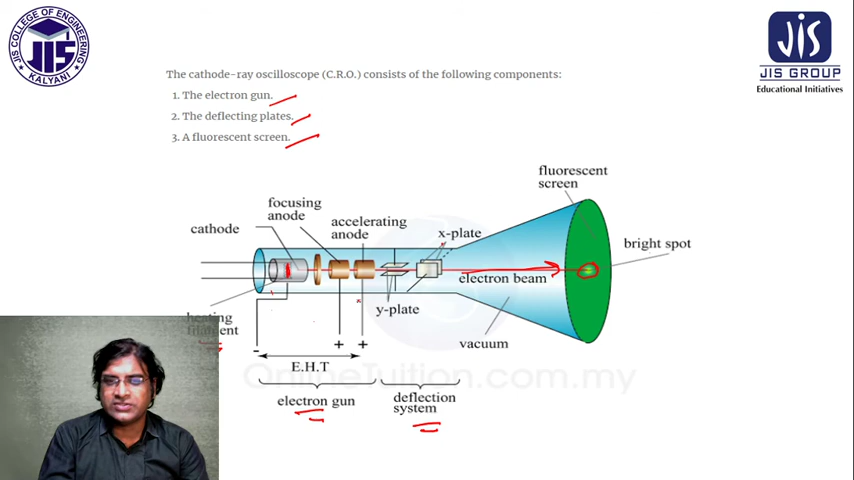 JIS COLLEGE OF ENGINEERING
JIS
KALYANI
JIS
JIS GROUP
Educational Initiatives
The cathode-ray oscilloscope (C.R.O.) consists of the following components:
1. The electron gun.
2. The deflecting plates.
3. A fluorescent screen.
fluorescent
screen
focusing
anode
accelerating
anode
cathode
x-plate
bright spot
electron beam
y-plate
heating
filament
vacuum
- + +
E.H.T
OnlineTuition.com.my
electron gun
deflection
system